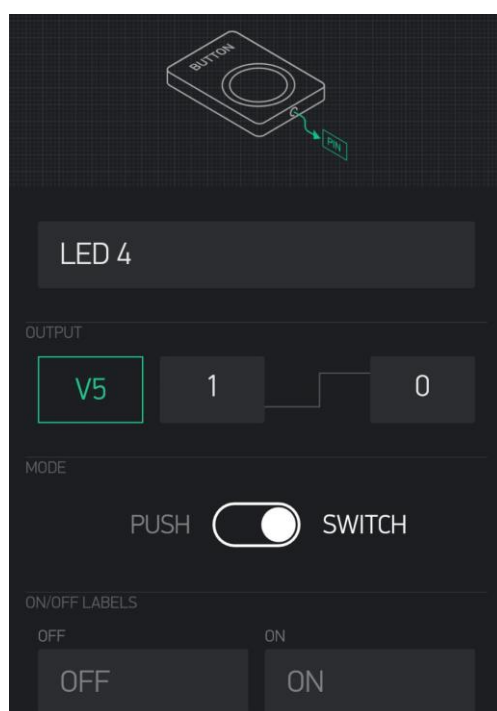 BUTTON
PIN
LED 4
OUTPUT
V5 1 0
MODE
PUSH SWITCH
ON/OFF LABELS
OFF ON
OFF ON